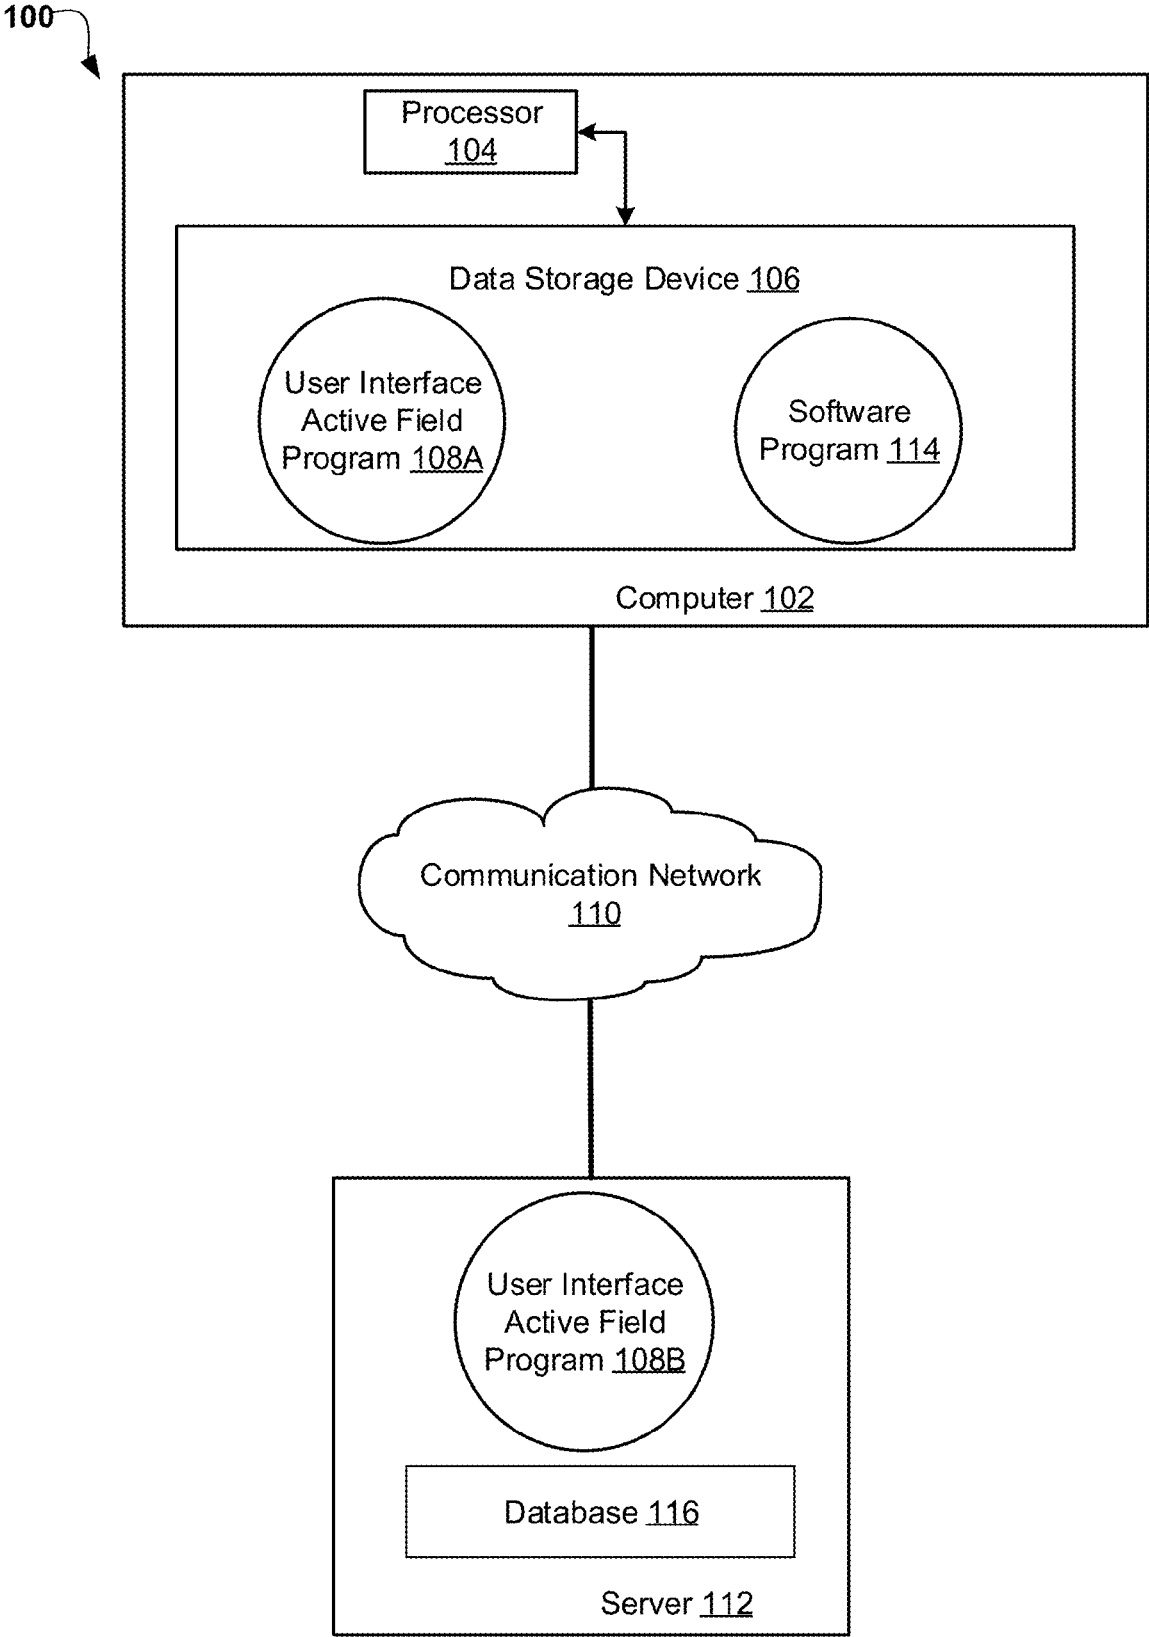 100
Processor
104
Data Storage Device 106
User Interface
Active Field
Program 108A
Software
Program 114
Computer 102
Communication Network
110
User Interface
Active Field
Program 108B
Database 116
Server 112